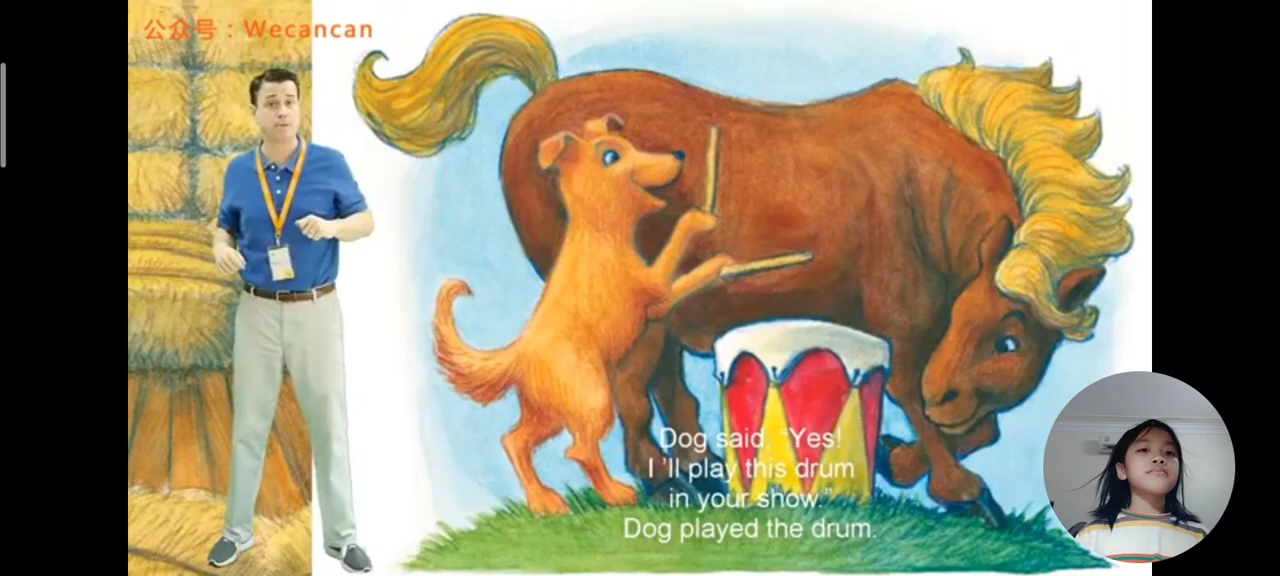 公众号：Wecancan
Dog said, "Yes!
I 'll play this drum
in your show."
Dog played the drum.